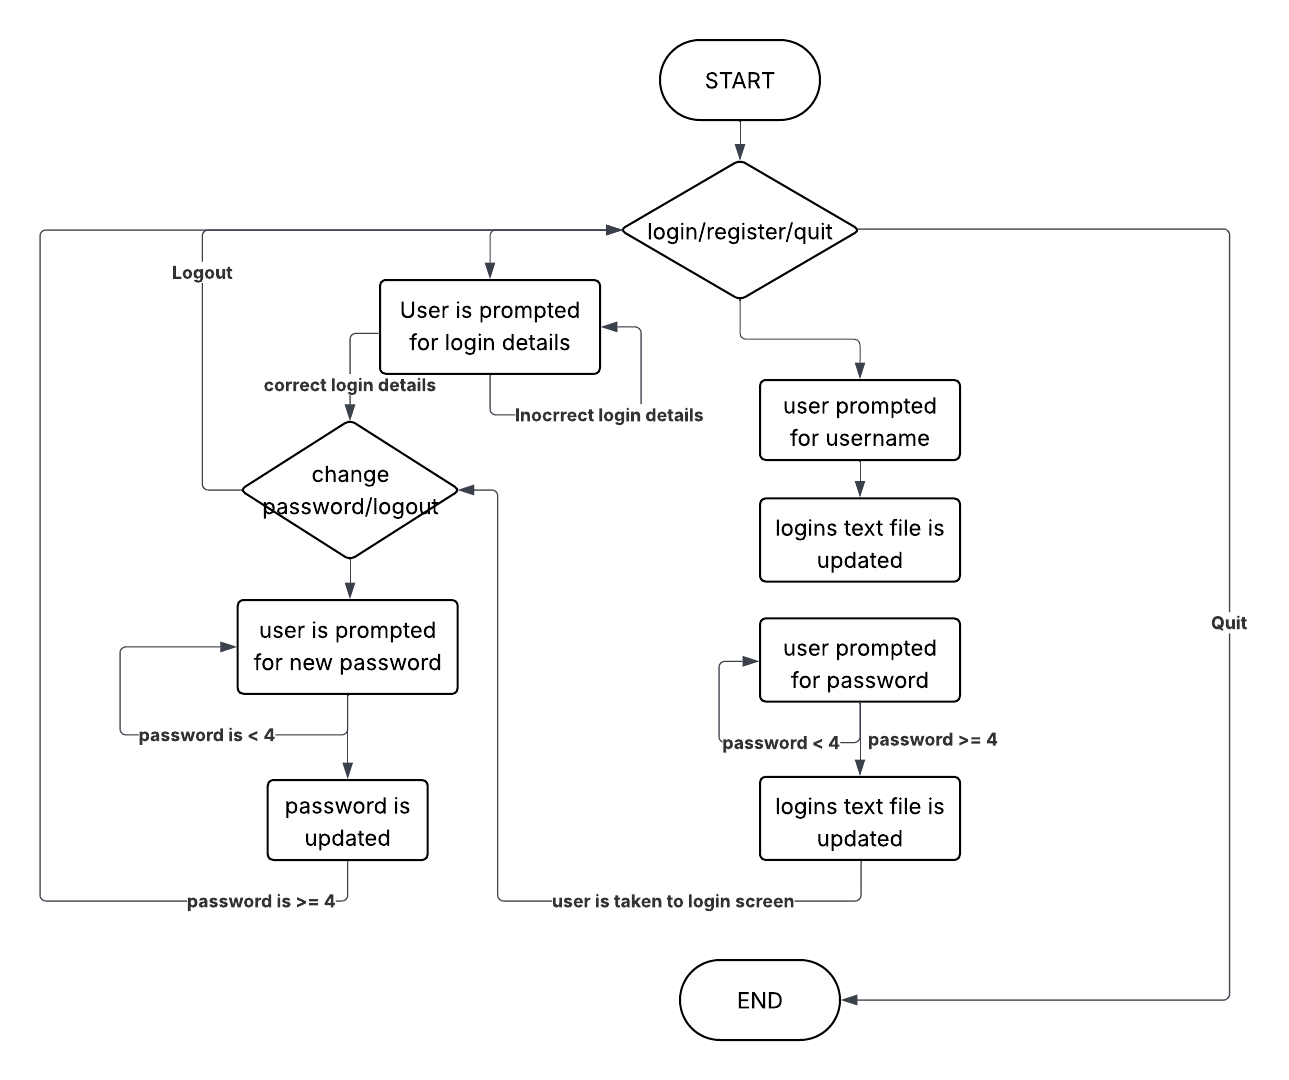 START
login/register/quit
Logout
User is prompted
for login details
correct login details
Inocrrect login details
user prompted
for username
change
password/logout
logins text file is
updated
Quit
user is prompted
for new password
user prompted
for password
password is < 4
password < 4
password >= 4
password is
updated
logins text file is
updated
password is >= 4
user is taken to login screen
END